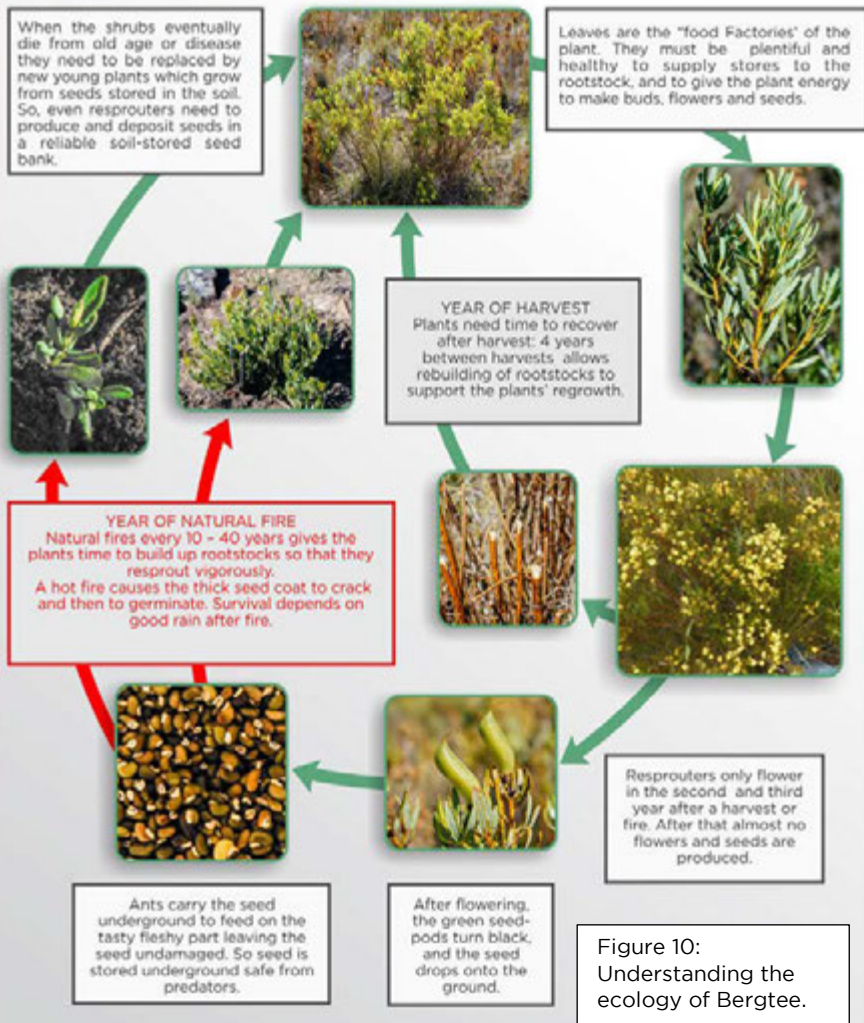 When the shrubs eventually
die from old age or disease
they need to be replaced by
new young plants which grow
from seeds stored in the soil.
So, even resprouters need to
produce and deposit seeds in
a reliable soil-stored seed
bank.
Leaves are the "food Factories' of the
plant. They must be plentiful and
healthy to supply stores to the
rootstock, and to give the plant energy
to make buds, flowers and seeds.
YEAR OF HARVEST
Plants need time to recover
after harvest: 4 years
between harvests allows
rebuilding of rootstocks to
support the plants' regrowth.
YEAR OF NATURAL FIRE
Natural fires every 10 - 40 years gives the
plants time to build up rootstocks so that they
resprout vigorously.
A hot fire causes the thick seed coat to crack
and then to germinate. Survival depends on
good rain after fire.
Resprouters only flower
in the second and third
year after a harvest or
fire. After that almost no
flowers and seeds are
produced.
Ants carry the seed
underground to feed on the
tasty fleshy part leaving the
seed undamaged. So seed is
stored underground safe from
predators.
After flowering,
the green seed-
pods turn black,
and the seed
drops onto the
ground.
Figure 10:
Understanding the
ecology of Bergtee.